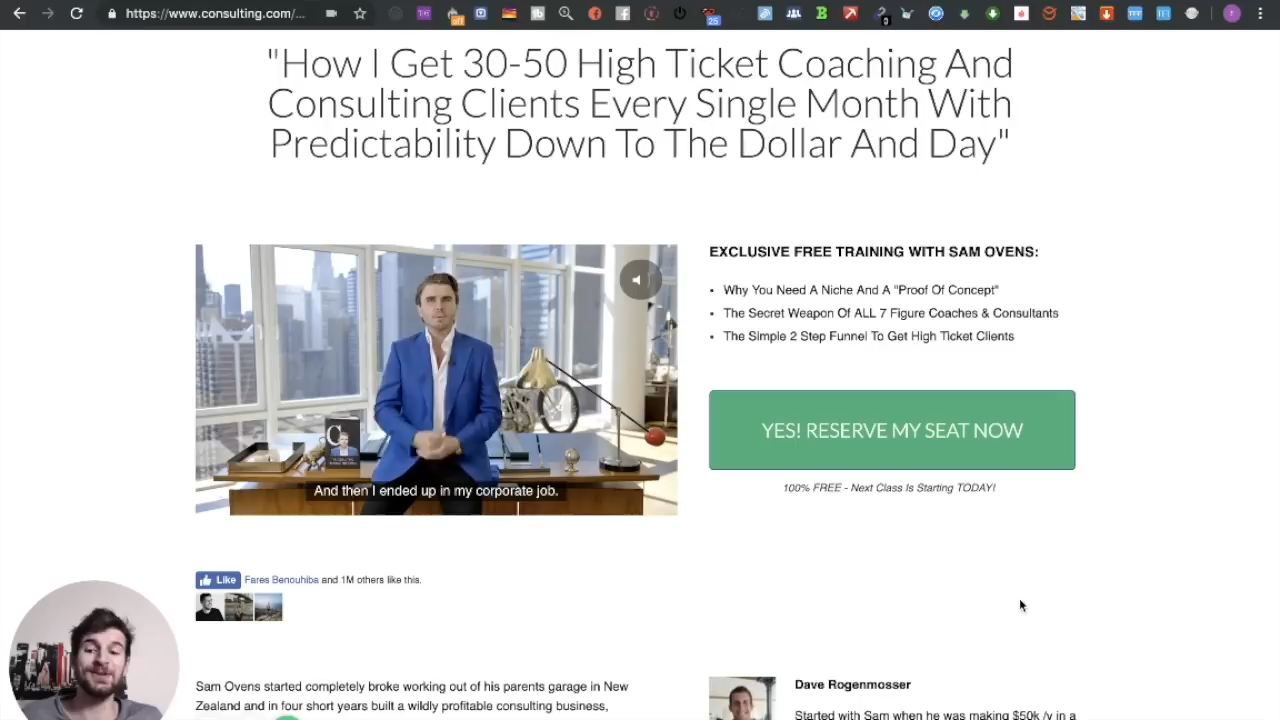 https://www.consulting.com/...
off
25
"How I Get 30-50 High Ticket Coaching And
Consulting Clients Every Single Month With
Predictability Down To The Dollar And Day"
EXCLUSIVE FREE TRAINING WITH SAM OVENS:
• Why You Need A Niche And A "Proof Of Concept"
• The Secret Weapon Of ALL 7 Figure Coaches & Consultants
• The Simple 2 Step Funnel To Get High Ticket Clients
YES! RESERVE MY SEAT NOW
100% FREE - Next Class Is Starting TODAY!
And then I ended up in my corporate job.
Like Fares Benouhiba and 1M others like this.
Sam Ovens started completely broke working out of his parents garage in New
Zealand and in four short years built a wildly profitable consulting business,
Dave Rogenmosser
Started with Sam when he was making $50k /y in a